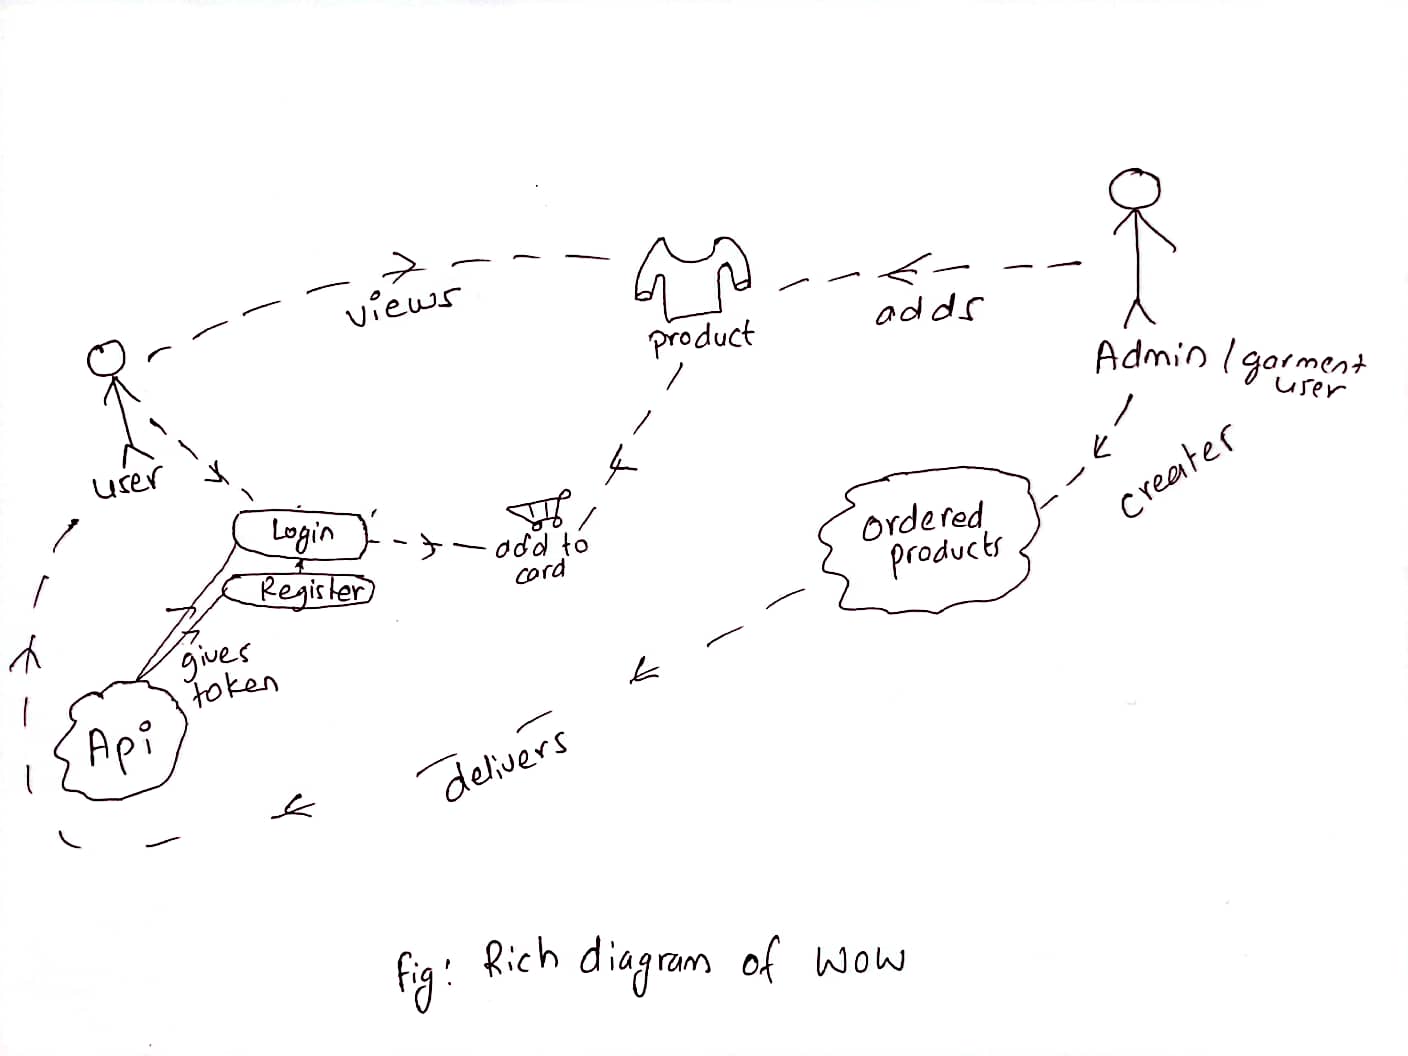 views
product
adds
Admin / garment
user
user
creater
Login
Register
add to
card
ordered
products
gives
token
Api
delivers
fig: Rich diagram of wow